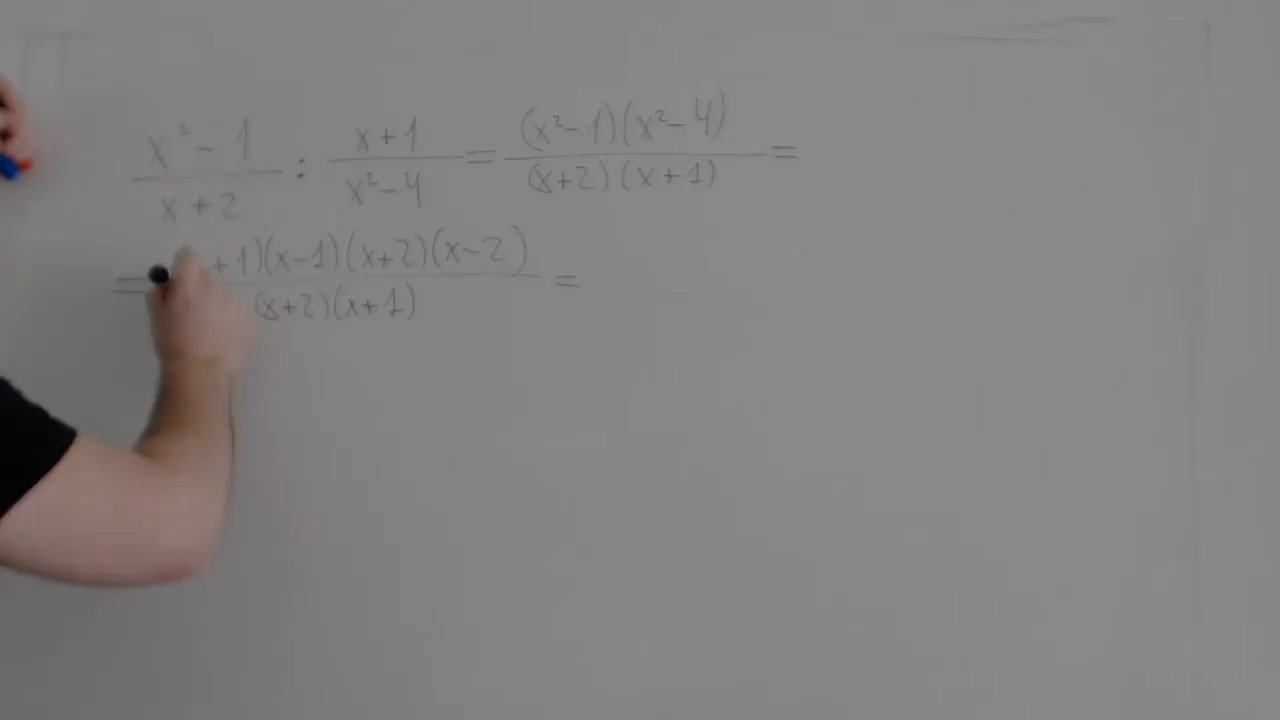 x² - 1 / x + 2 : x + 1 / x² - 4 = (x² - 1)(x² - 4) / (x + 2)(x + 1) =
= + 1)(x - 1)(x + 2)(x - 2) / (x + 2)(x + 1) =